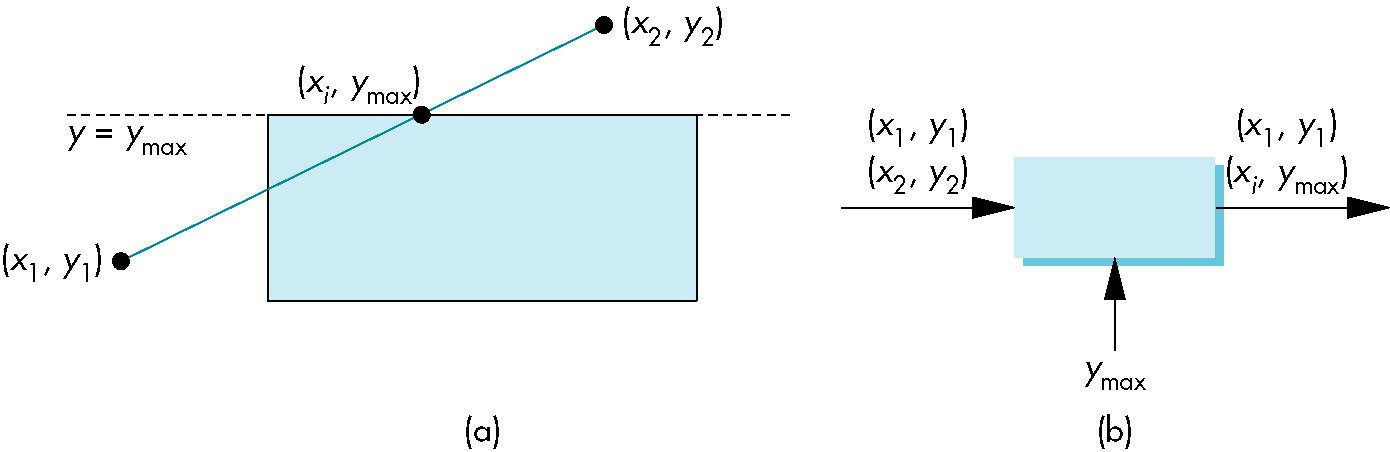 (x₂, y₂)
(xᵢ, yₘₐₓ)
y = yₘₐₓ
(x₁, y₁)
(a)
(x₁, y₁)
(x₂, y₂)
(x₁, y₁)
(xᵢ, yₘₐₓ)
yₘₐₓ
(b)